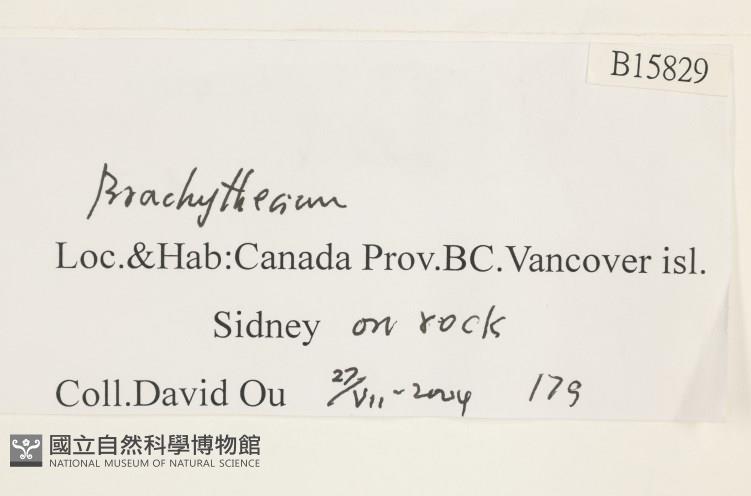 B15829
Brachythecium
Loc.&Hab:Canada Prov.BC.Vancover isl.
Sidney on rock
Coll.David Ou 27/VII-2004 179
國立自然科學博物館
NATIONAL MUSEUM OF NATURAL SCIENCE